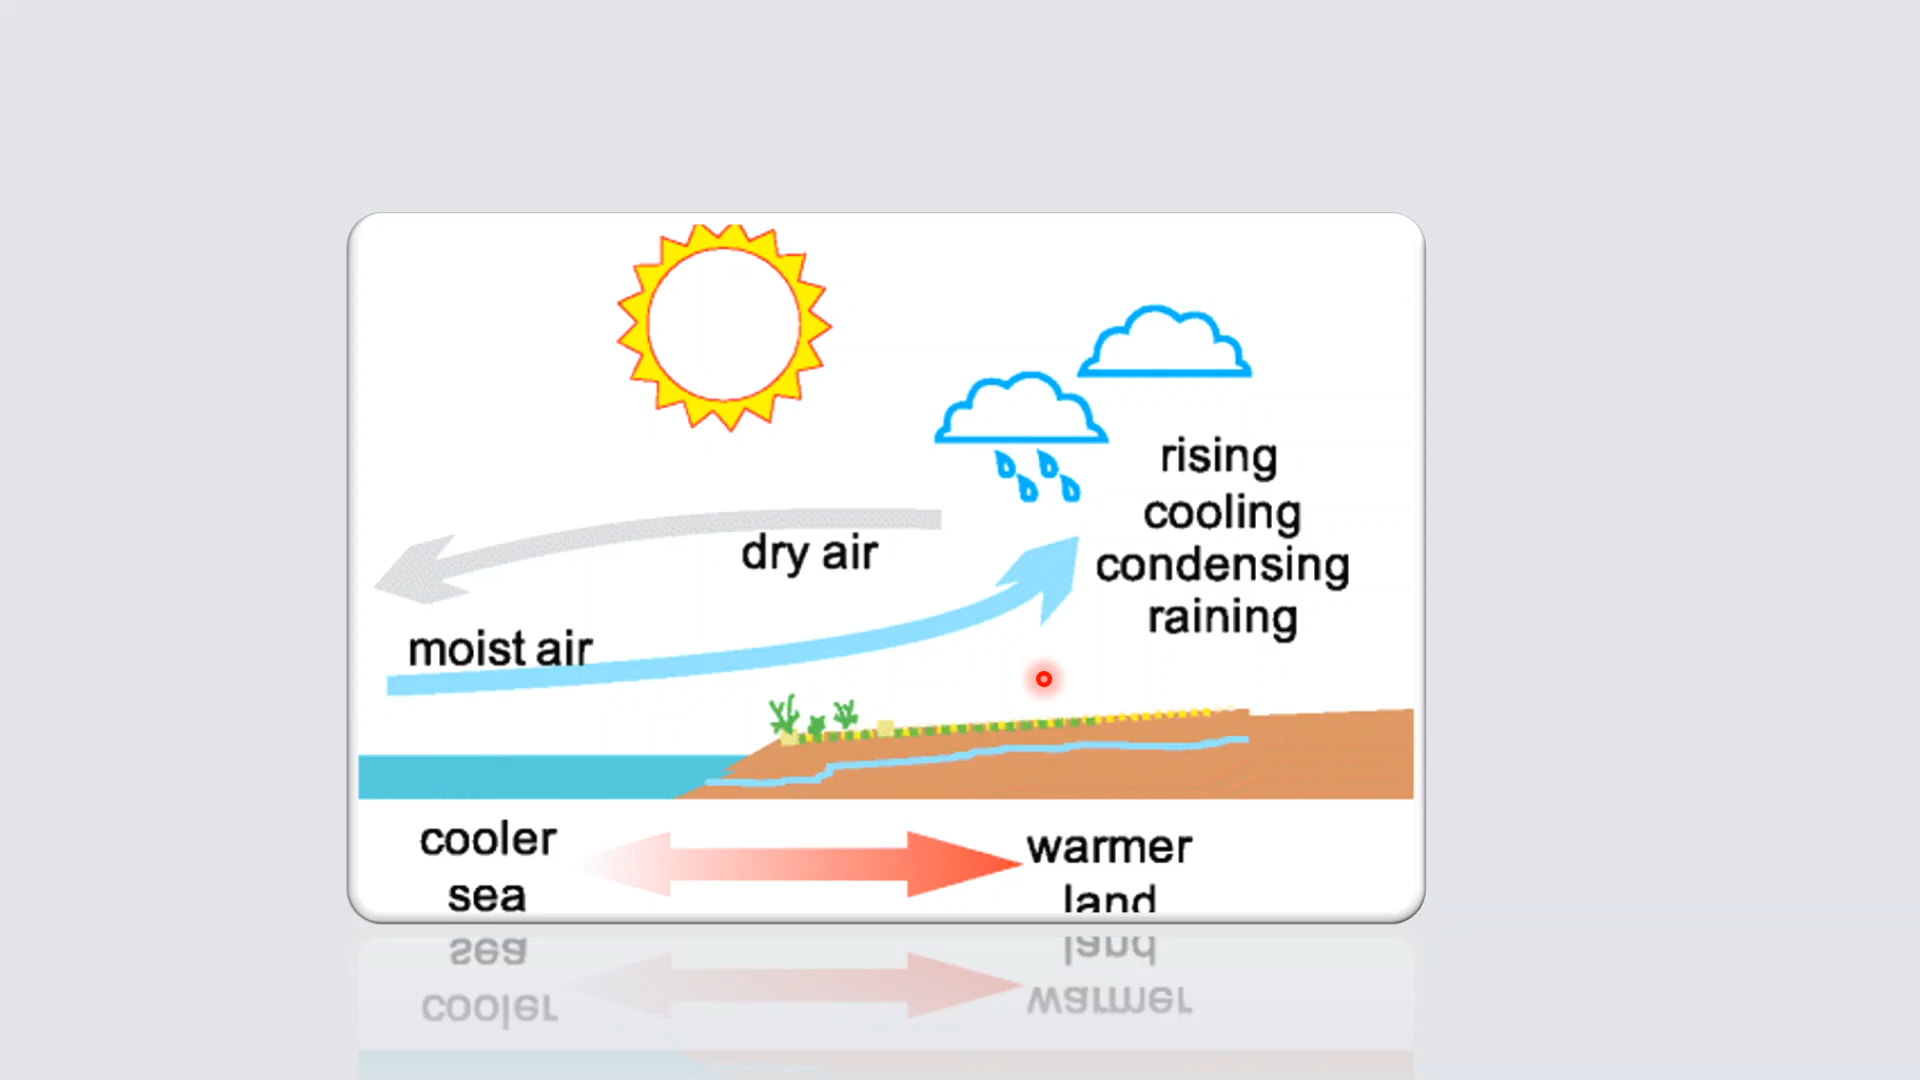 rising
cooling
condensing
raining
dry air
moist air
cooler
sea
warmer
land